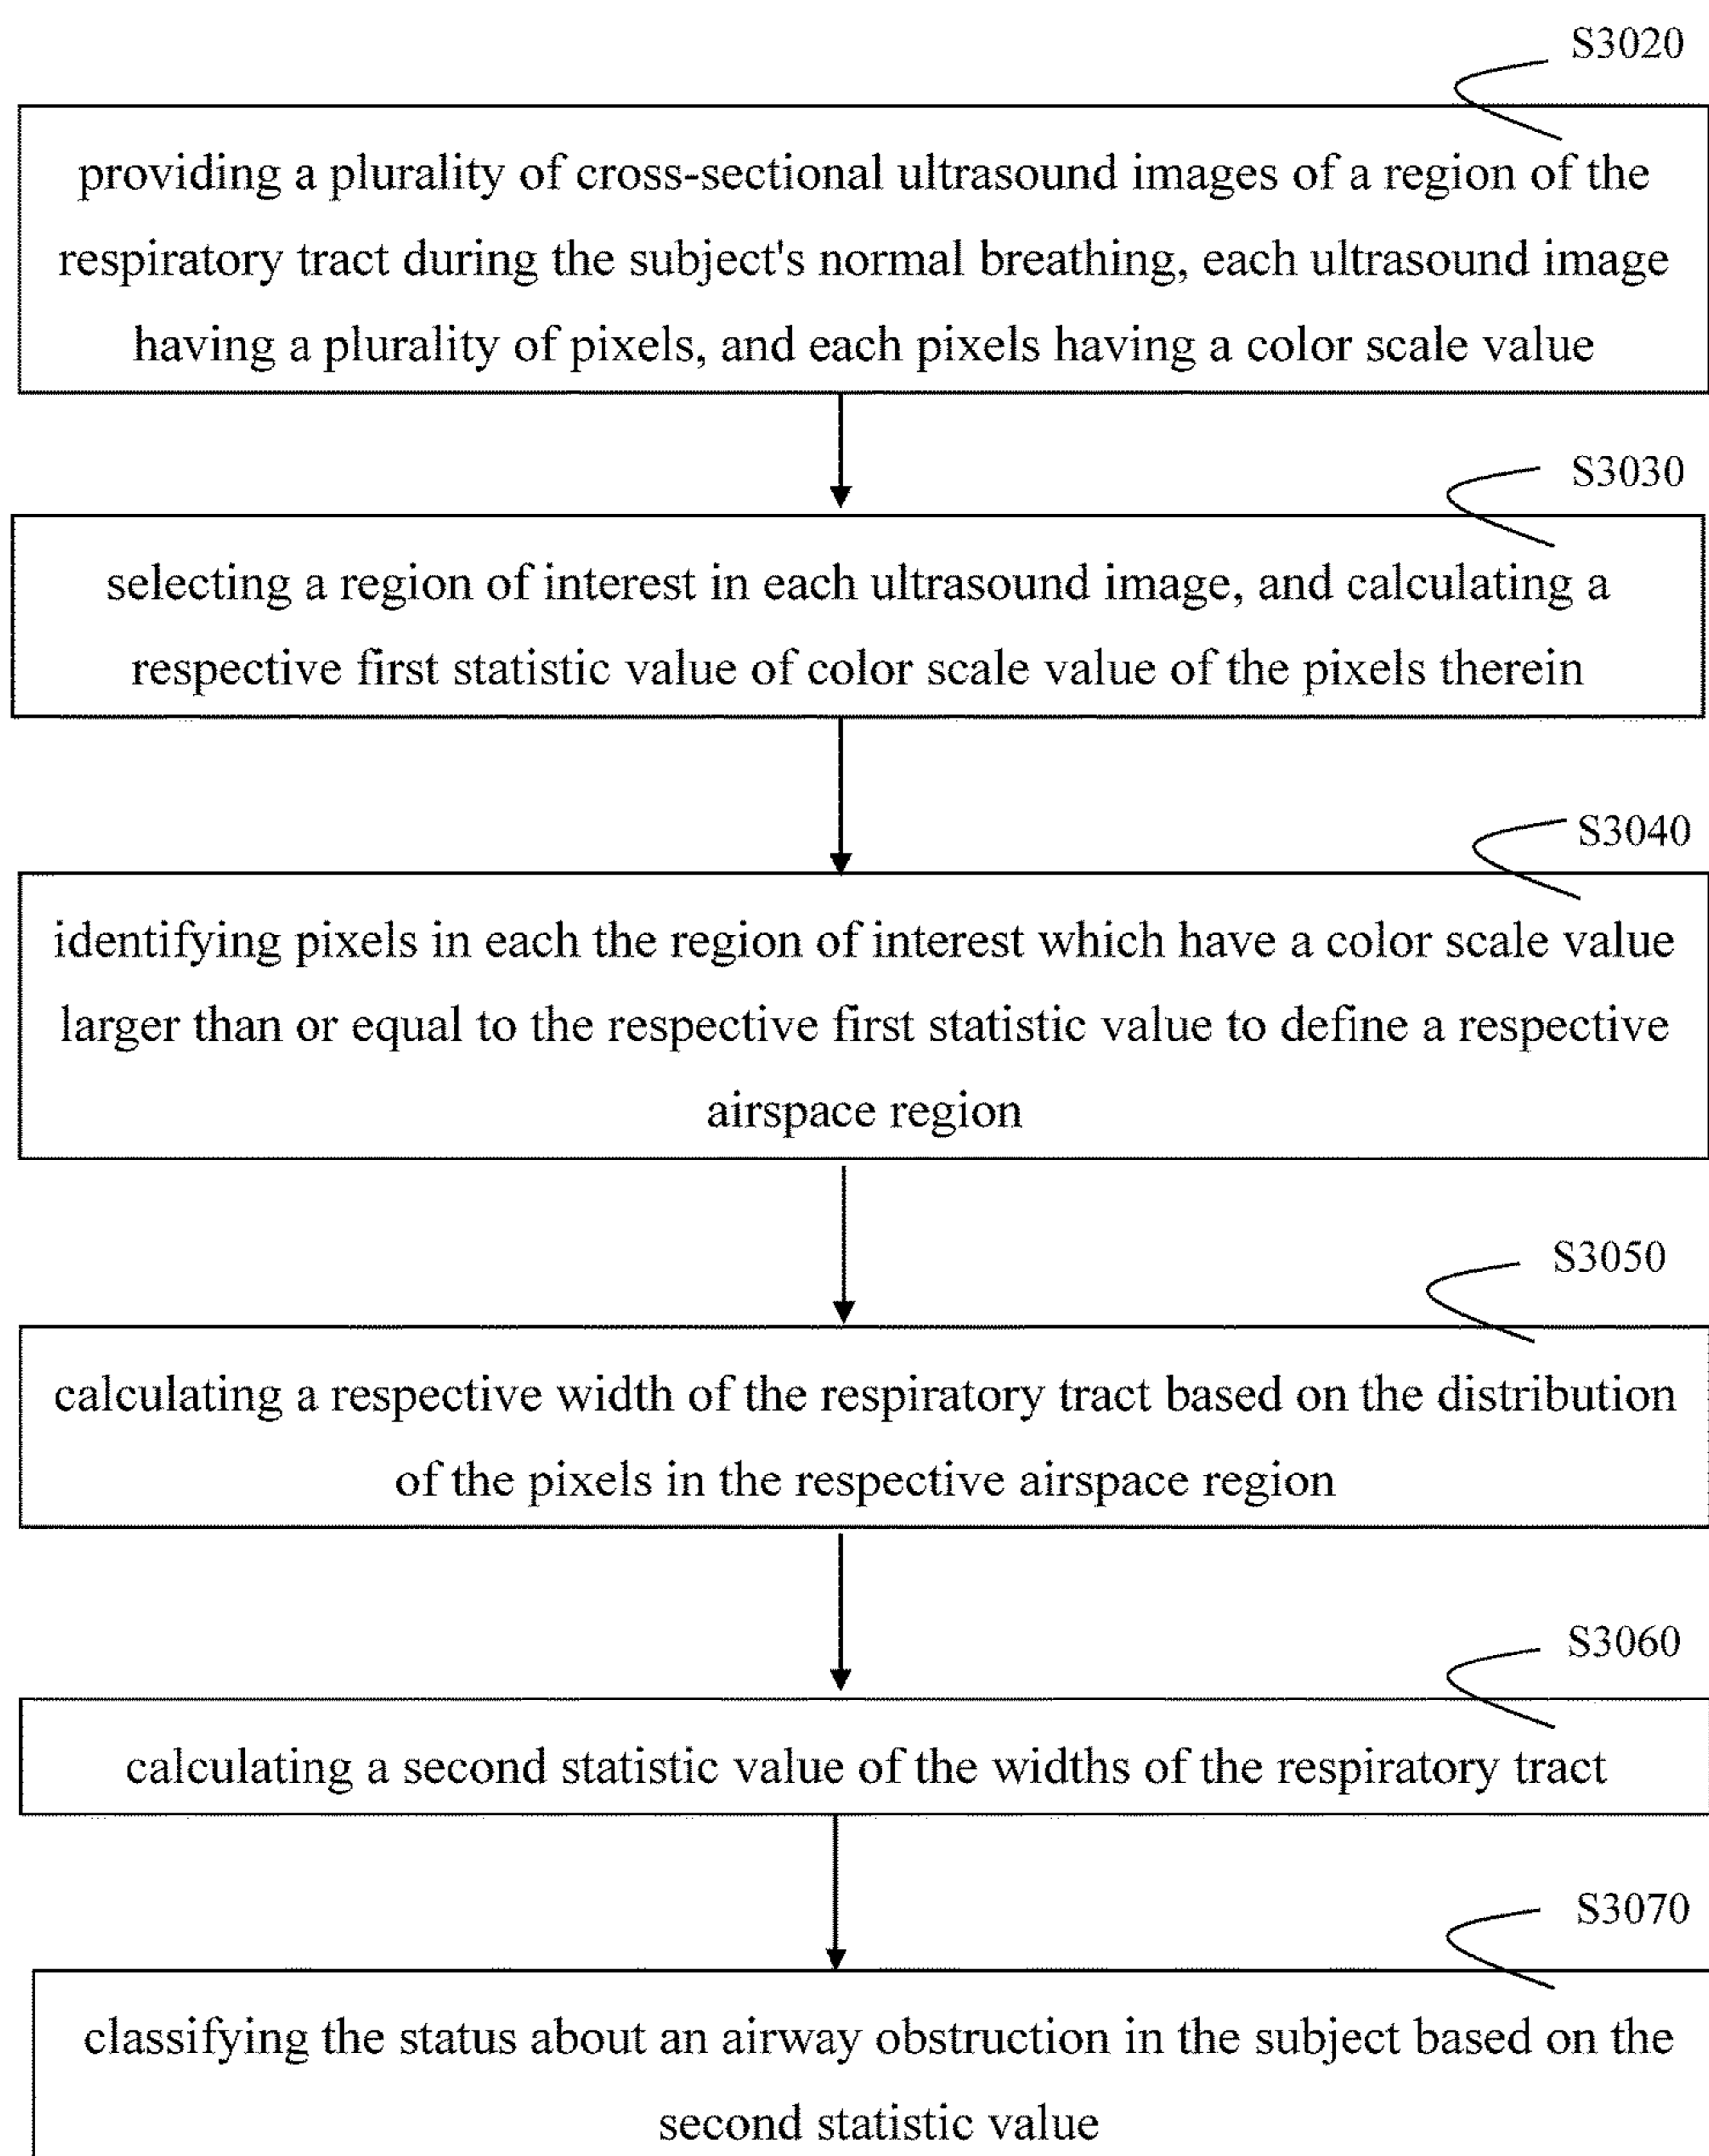 S3020
providing a plurality of cross-sectional ultrasound images of a region of the
respiratory tract during the subject's normal breathing, each ultrasound image
having a plurality of pixels, and each pixels having a color scale value
S3030
selecting a region of interest in each ultrasound image, and calculating a
respective first statistic value of color scale value of the pixels therein
S3040
identifying pixels in each the region of interest which have a color scale value
larger than or equal to the respective first statistic value to define a respective
airspace region
S3050
calculating a respective width of the respiratory tract based on the distribution
of the pixels in the respective airspace region
S3060
calculating a second statistic value of the widths of the respiratory tract
S3070
classifying the status about an airway obstruction in the subject based on the
second statistic value